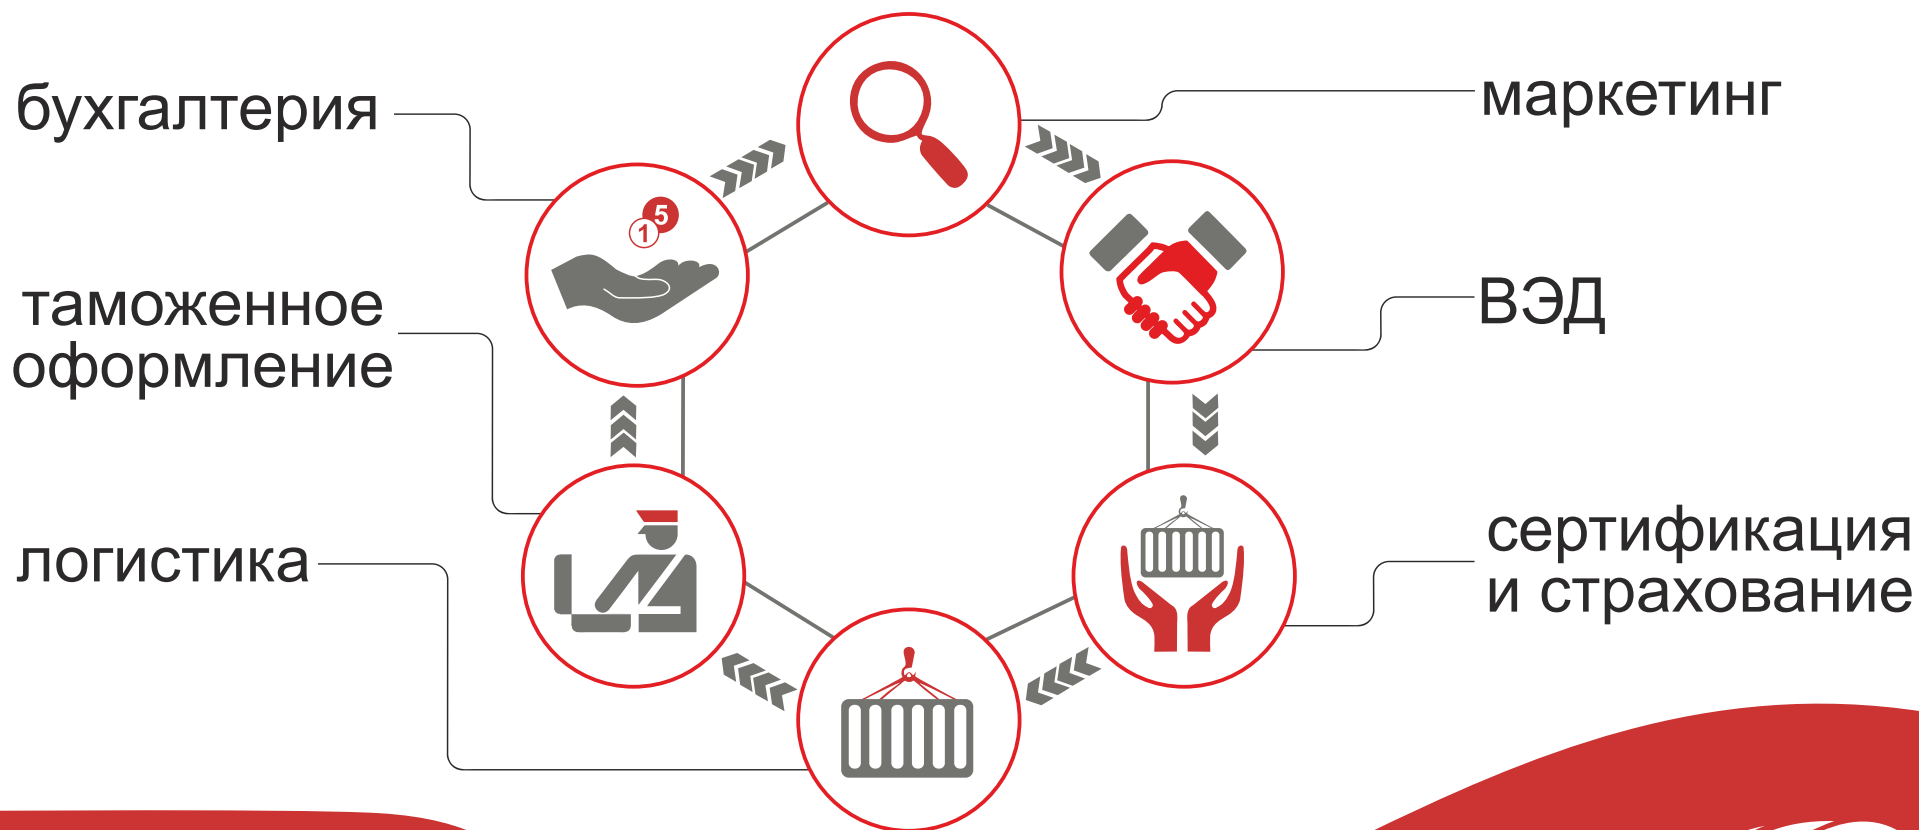 бухгалтерия
таможенное
оформление
логистика
5
1
маркетинг
ВЭД
сертификация
и страхование